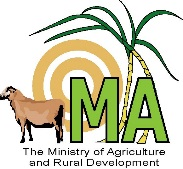 MA
The Ministry of Agriculture
and Rural Development